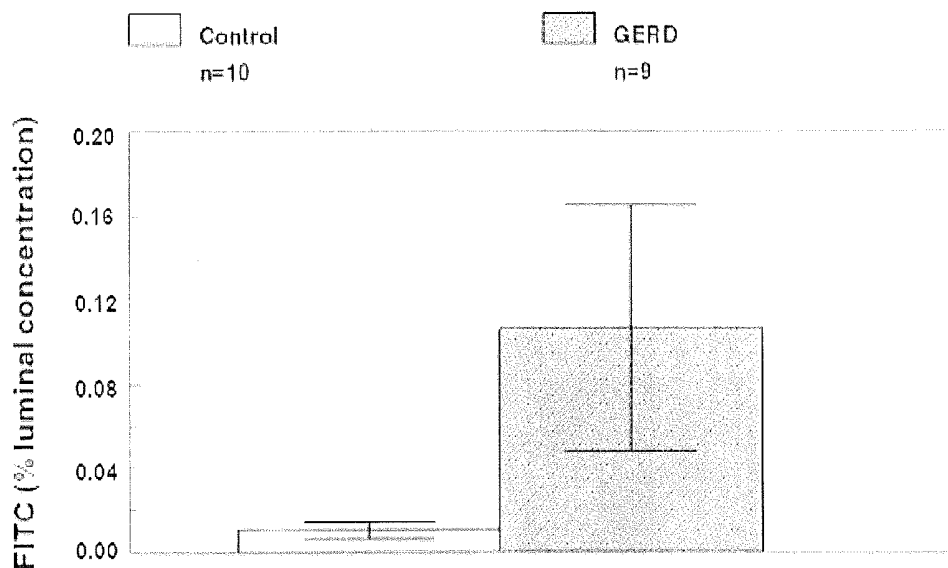 Control
n=10
GERD
n=9
FITC (% luminal concentration)
0.20
0.16
0.12
0.08
0.04
0.00